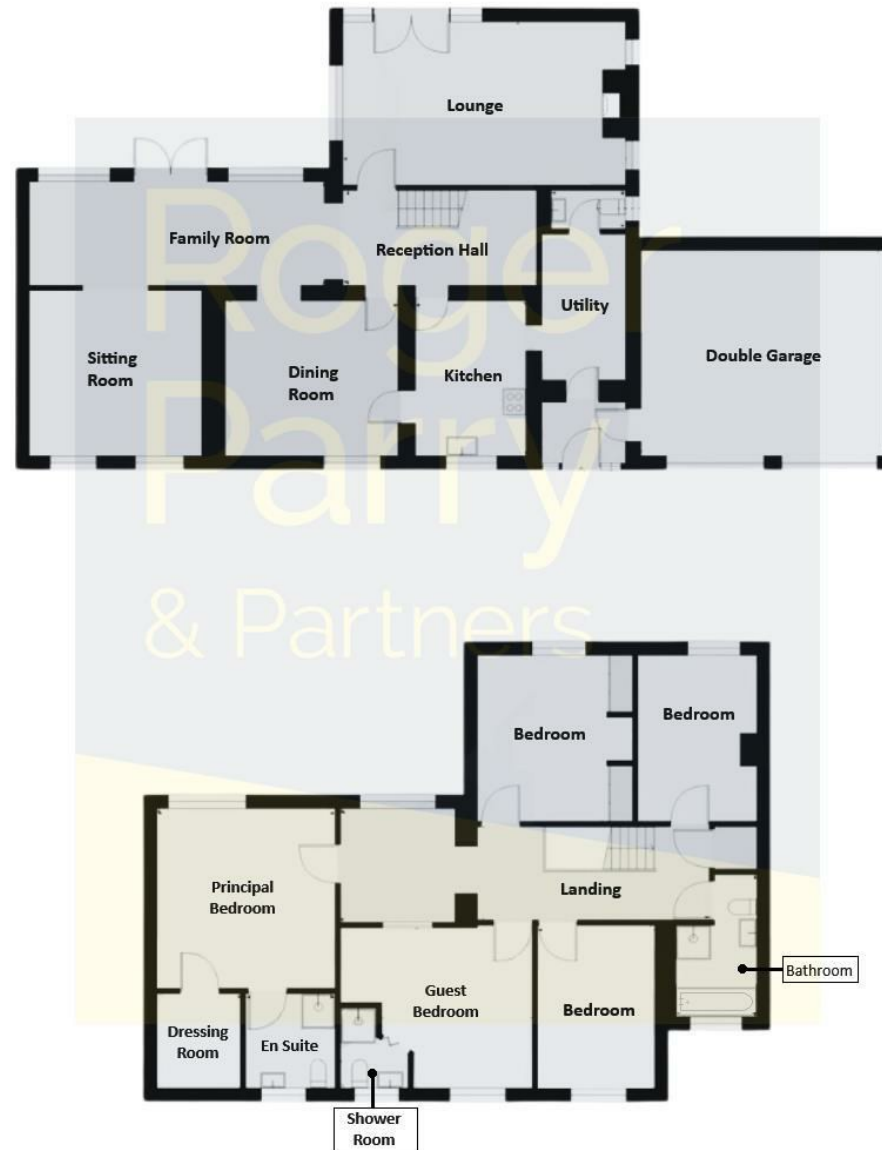 Lounge
Family Room
Reception Hall
Utility
Double Garage
Sitting
Room
Dining
Room
Kitchen
Roger
Parry
& Partners
Bedroom
Bedroom
Principal
Bedroom
Landing
Guest
Bedroom
Bedroom
Bathroom
Dressing
Room
En Suite
Shower
Room